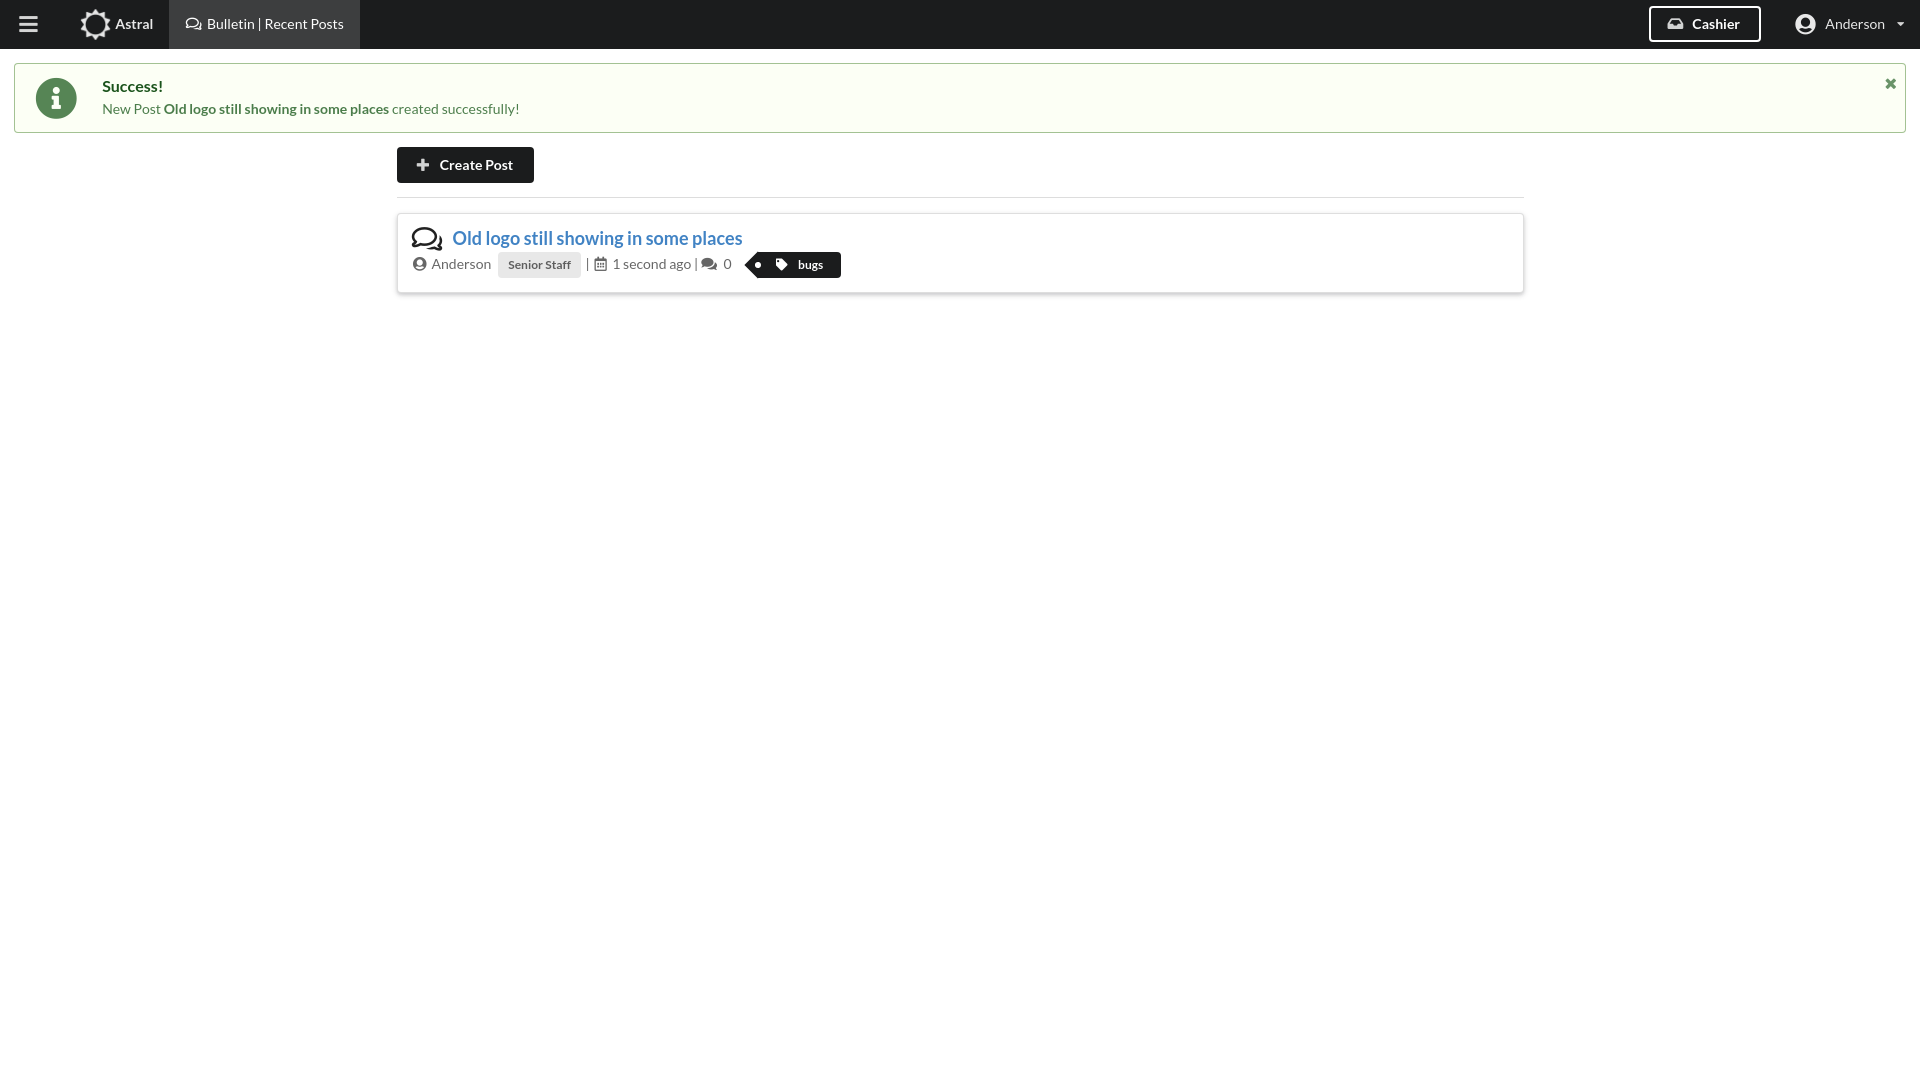 Astral
Bulletin | Recent Posts
Cashier
Anderson
Success!
New Post Old logo still showing in some places created successfully!
Create Post
Old logo still showing in some places
Anderson Senior Staff | 1 second ago | 0 bugs